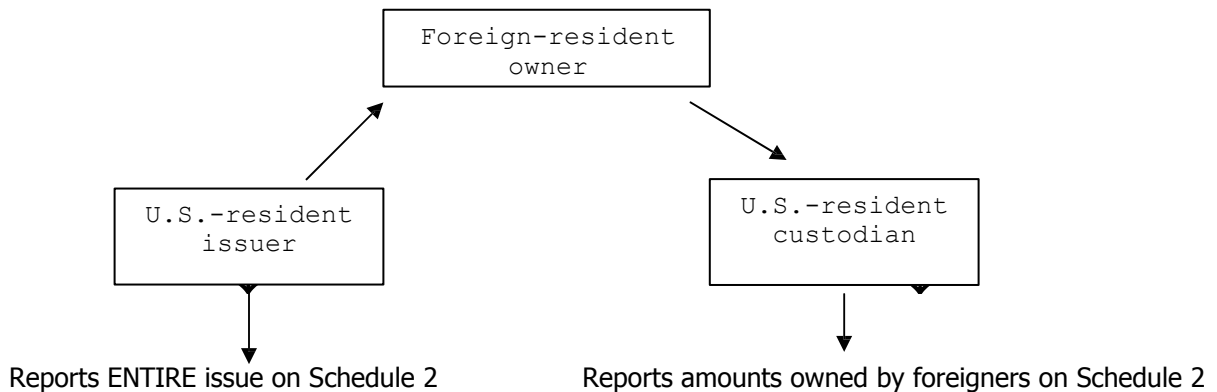 Foreign-resident
owner
U.S.-resident
issuer
U.S.-resident
custodian
Reports ENTIRE issue on Schedule 2
Reports amounts owned by foreigners on Schedule 2